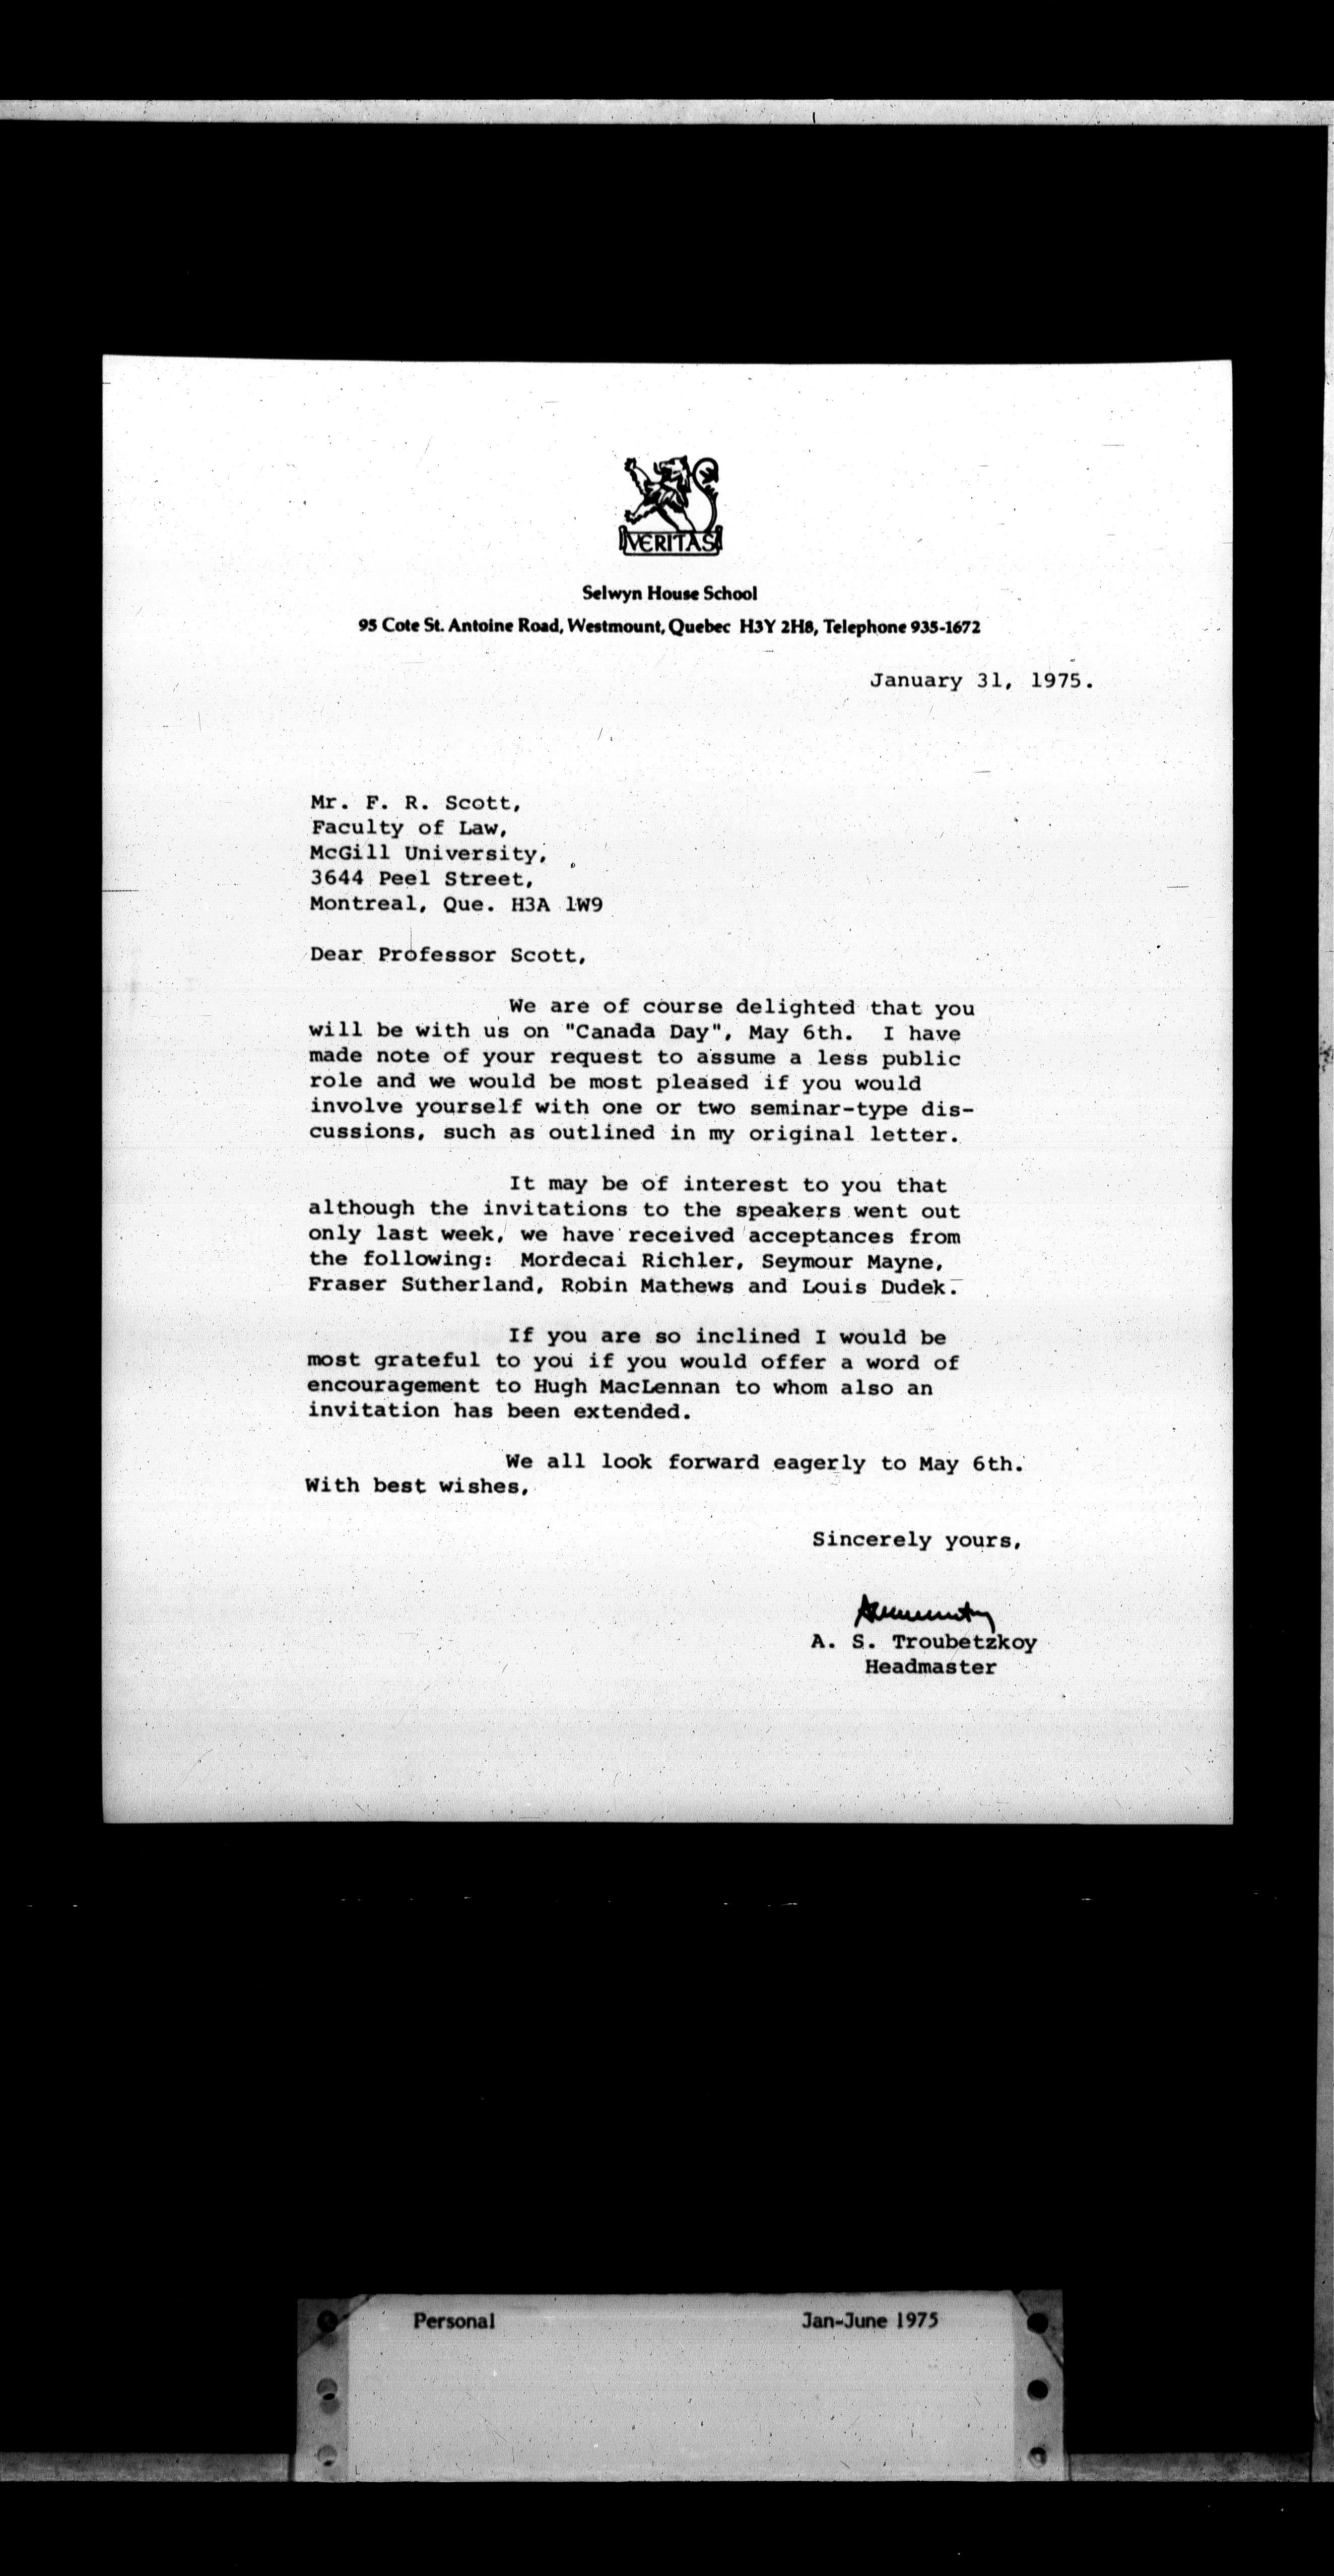 VERITAS
Selwyn House School
95 Cote St. Antoine Road, Westmount, Quebec H3Y 2H8, Telephone 935-1672
January 31, 1975.
Mr. F. R. Scott,
Faculty of Law,
McGill University,
3644 Peel Street,
Montreal, Que. H3A 1W9
Dear Professor Scott,
We are of course delighted that you
will be with us on "Canada Day", May 6th. I have
made note of your request to assume a less public
role and we would be most pleased if you would
involve yourself with one or two seminar-type dis-
cussions, such as outlined in my original letter.
It may be of interest to you that
although the invitations to the speakers went out
only last week, we have received acceptances from
the following: Mordecai Richler, Seymour Mayne,
Fraser Sutherland, Robin Mathews and Louis Dudek.
If you are so inclined I would be
most grateful to you if you would offer a word of
encouragement to Hugh MacLennan to whom also an
invitation has been extended.
We all look forward eagerly to May 6th.
With best wishes,
Sincerely yours,
A. S. Troubetzkoy
Headmaster
Personal Jan-June 1975